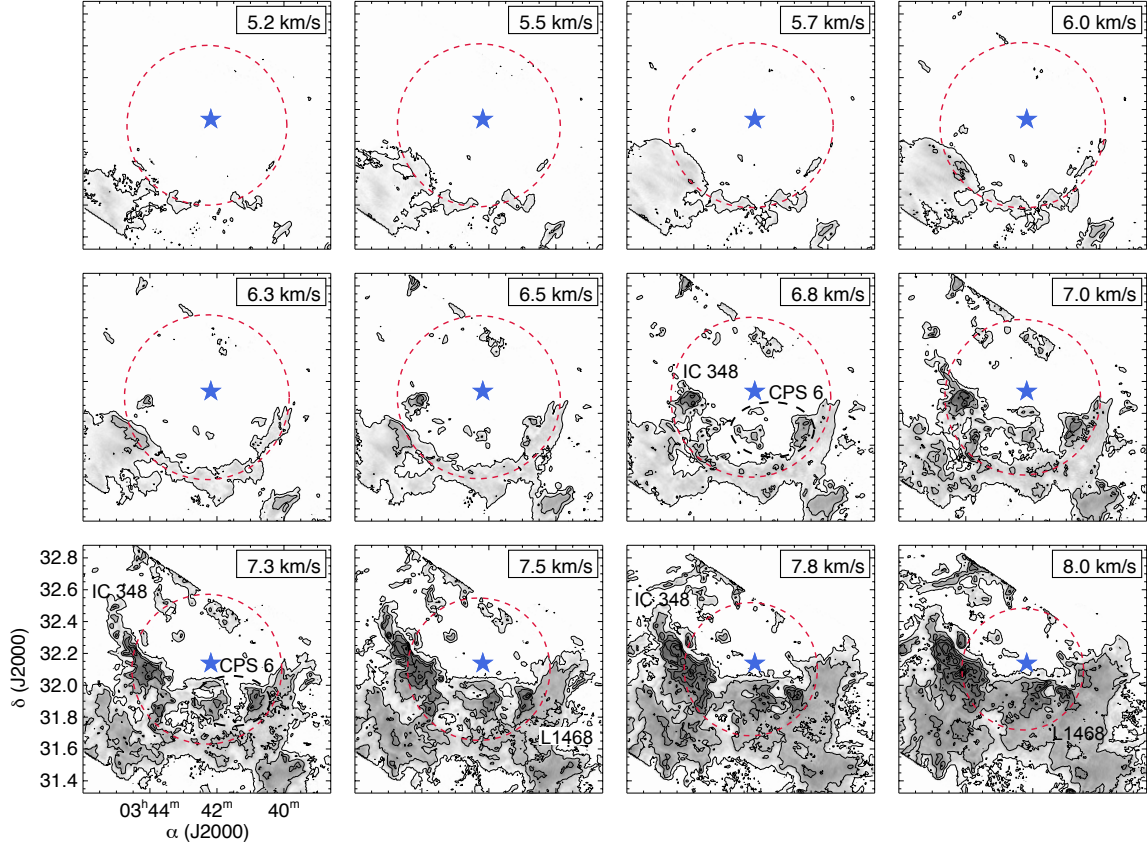 5.2 km/s
5.5 km/s
5.7 km/s
6.0 km/s
6.3 km/s
6.5 km/s
6.8 km/s
7.0 km/s
IC 348
CPS 6
7.3 km/s
7.5 km/s
7.8 km/s
8.0 km/s
IC 348
CPS 6
L1468
IC 348
L1468
32.8
32.6
32.4
32.2
32.0
31.8
31.6
31.4
δ (J2000)
03ʰ44ᵐ 42ᵐ 40ᵐ
α (J2000)